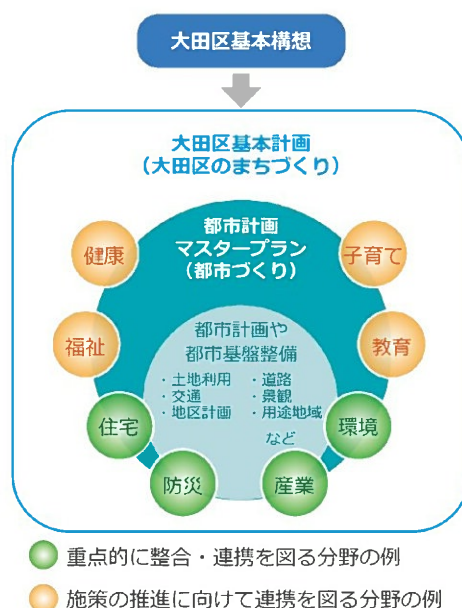 大田区基本構想
大田区基本計画
（大田区のまちづくり）
都市計画
マスタープラン
（都市づくり）
健康
子育て
福祉
教育
都市計画や
都市基盤整備
・土地利用 ・道路
・交通 ・景観
・地区計画 ・用途地域
など
住宅
環境
防災
産業
重点的に整合・連携を図る分野の例
施策の推進に向けて連携を図る分野の例